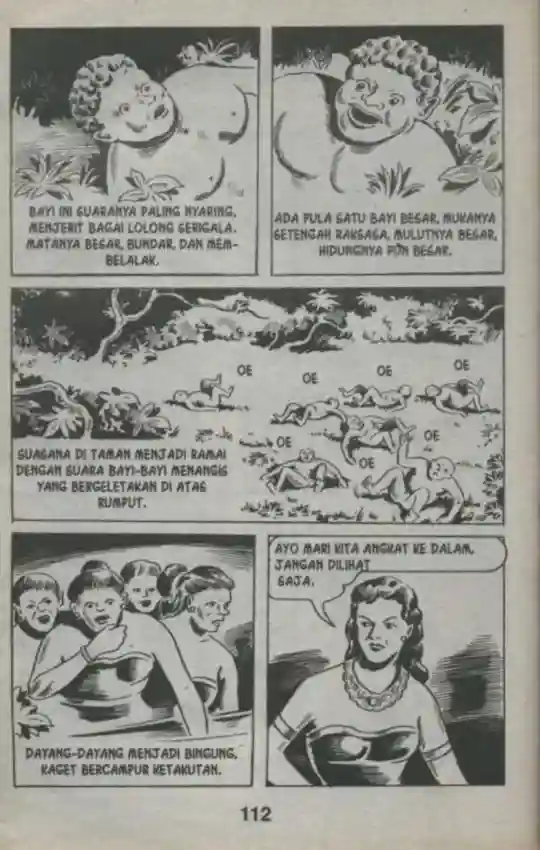 BAYI INI SUARANYA PALING NYARING,
MENJERIT BAGAI LOLONG SERIGALA.
MATANYA BESAR, BUNDAR, DAN MEM-
BELALAK.
ADA PULA SATU BAYI BESAR, MUKANYA
SETENGAH RAKSASA, MULUTNYA BESAR,
HIDUNGNYA PUN BESAR.
OE
OE
OE
OE
OE
OE
OE
SUASANA DI TAMAN MENJADI RAMAI
DENGAN SUARA BAYI-BAYI MENANGIS
YANG BERGELETAKAN DI ATAS
RUMPUT.
DAYANG-DAYANG MENJADI BINGUNG,
KAGET BERCAMPUR KETAKUTAN.
AYO MARI KITA ANGKAT KE DALAM,
JANGAN DILIHAT
SAJA.
112